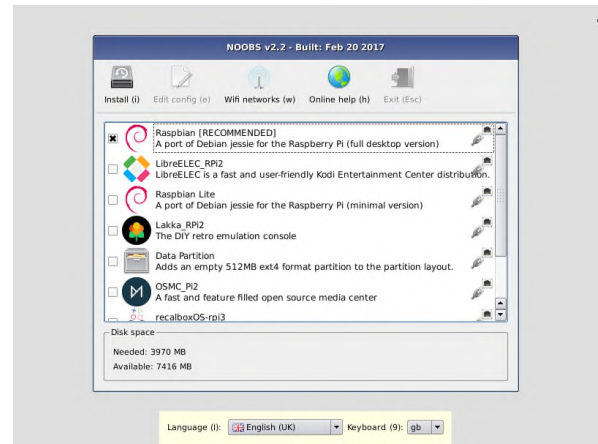 NOOBS v2.2 - Built: Feb 20 2017
Install (i) Edit config (e) Wifi networks (w) Online help (h) Exit (Esc)
Raspbian [RECOMMENDED]
A port of Debian jessie for the Raspberry Pi (full desktop version)
LibreELEC_RPi2
LibreELEC is a fast and user-friendly Kodi Entertainment Center distribution.
Raspbian Lite
A port of Debian jessie for the Raspberry Pi (minimal version)
Lakka_RPi2
The DIY retro emulation console
Data Partition
Adds an empty 512MB ext4 format partition to the partition layout.
OSMC_Pi2
A fast and feature filled open source media center
recalboxOS-rpi3
Disk space
Needed: 3970 MB
Available: 7416 MB
Language (l): English (UK) Keyboard (9): gb